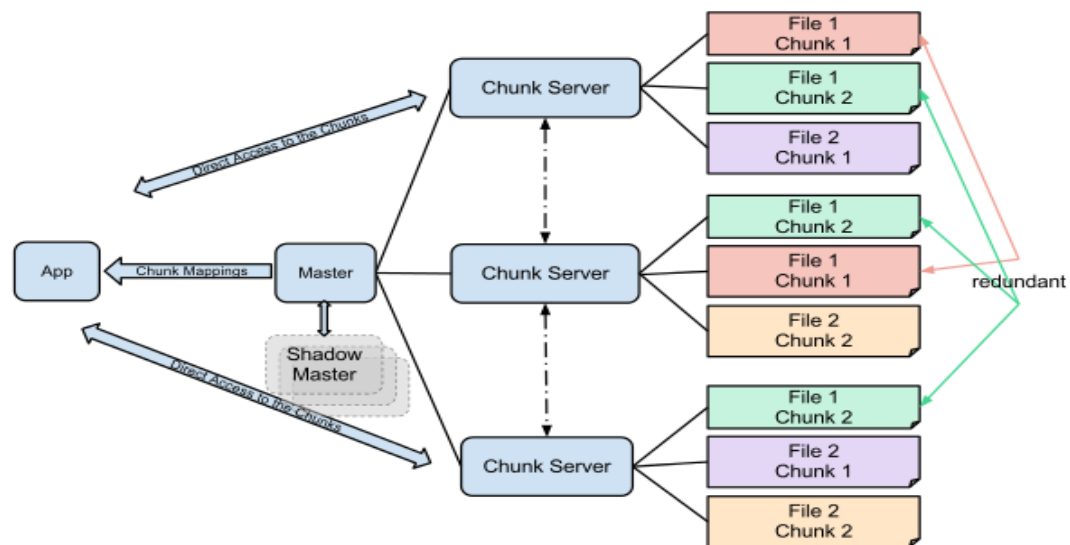 File 1
Chunk 1
Chunk Server
File 1
Chunk 2
Direct Access to the Chunks
File 2
Chunk 1
File 1
Chunk 2
App
Chunk Mappings
Master
Chunk Server
File 1
Chunk 1
redundant
File 2
Chunk 2
Shadow
Master
Direct Access to the Chunks
File 1
Chunk 2
Chunk Server
File 2
Chunk 1
File 2
Chunk 2